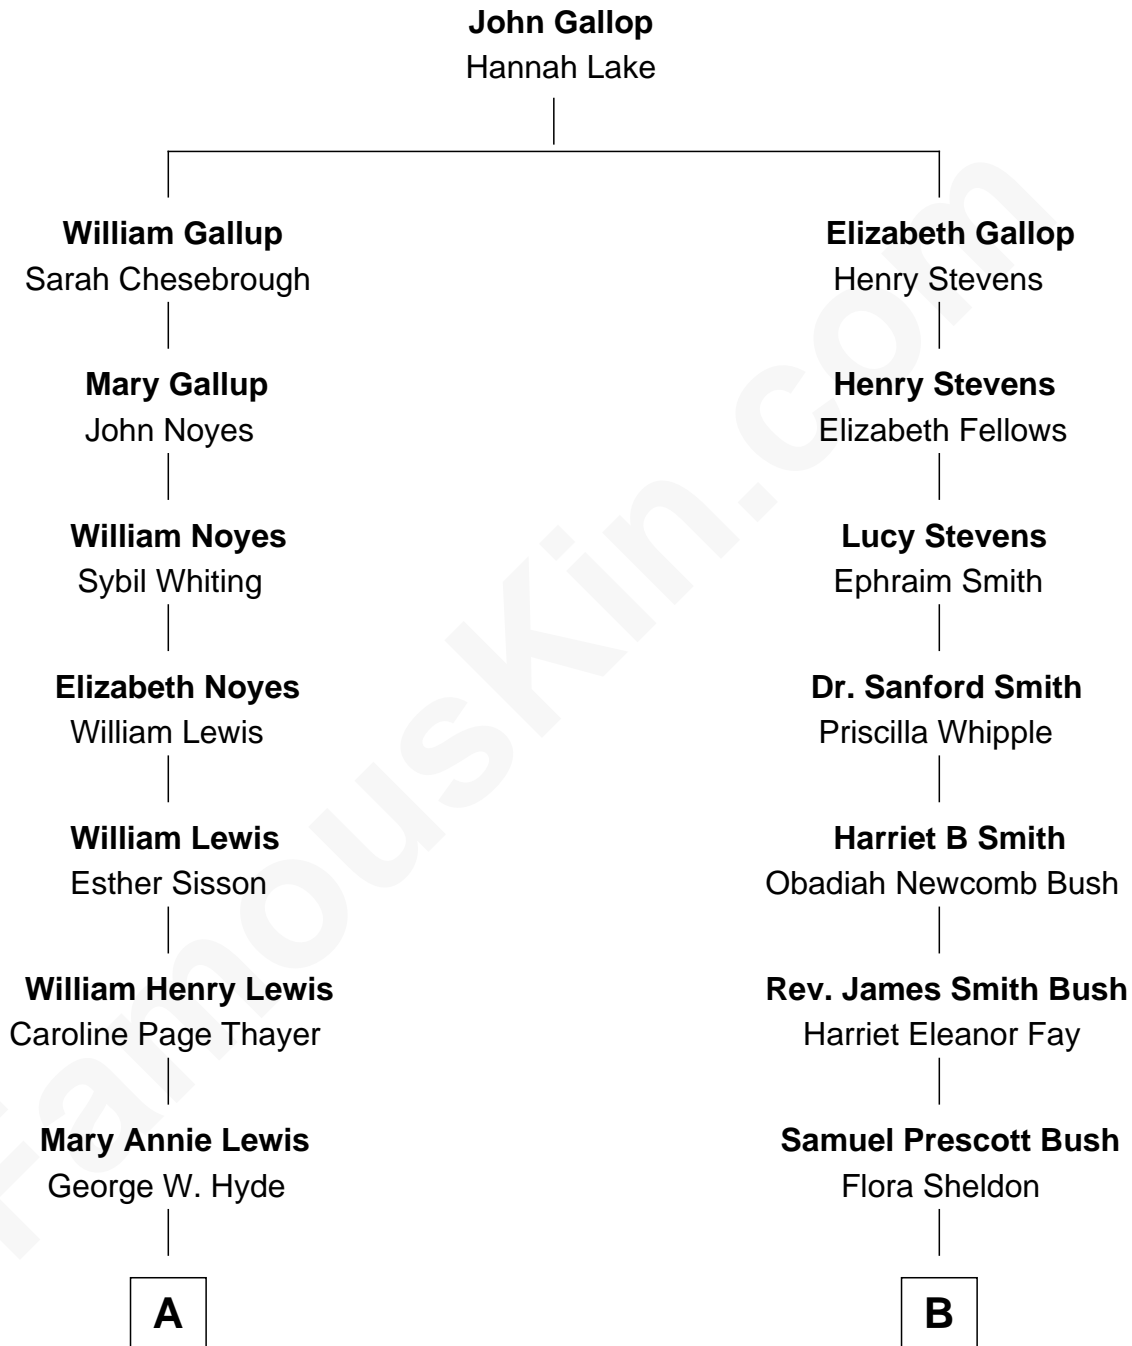 John Gallop
Hannah Lake
William Gallup
Sarah Chesebrough
Elizabeth Gallop
Henry Stevens
Mary Gallup
John Noyes
Henry Stevens
Elizabeth Fellows
William Noyes
Sybil Whiting
Lucy Stevens
Ephraim Smith
Elizabeth Noyes
William Lewis
Dr. Sanford Smith
Priscilla Whipple
William Lewis
Esther Sisson
Harriet B Smith
Obadiah Newcomb Bush
William Henry Lewis
Caroline Page Thayer
Rev. James Smith Bush
Harriet Eleanor Fay
Mary Annie Lewis
George W. Hyde
Samuel Prescott Bush
Flora Sheldon
A
B
FamousKin.com